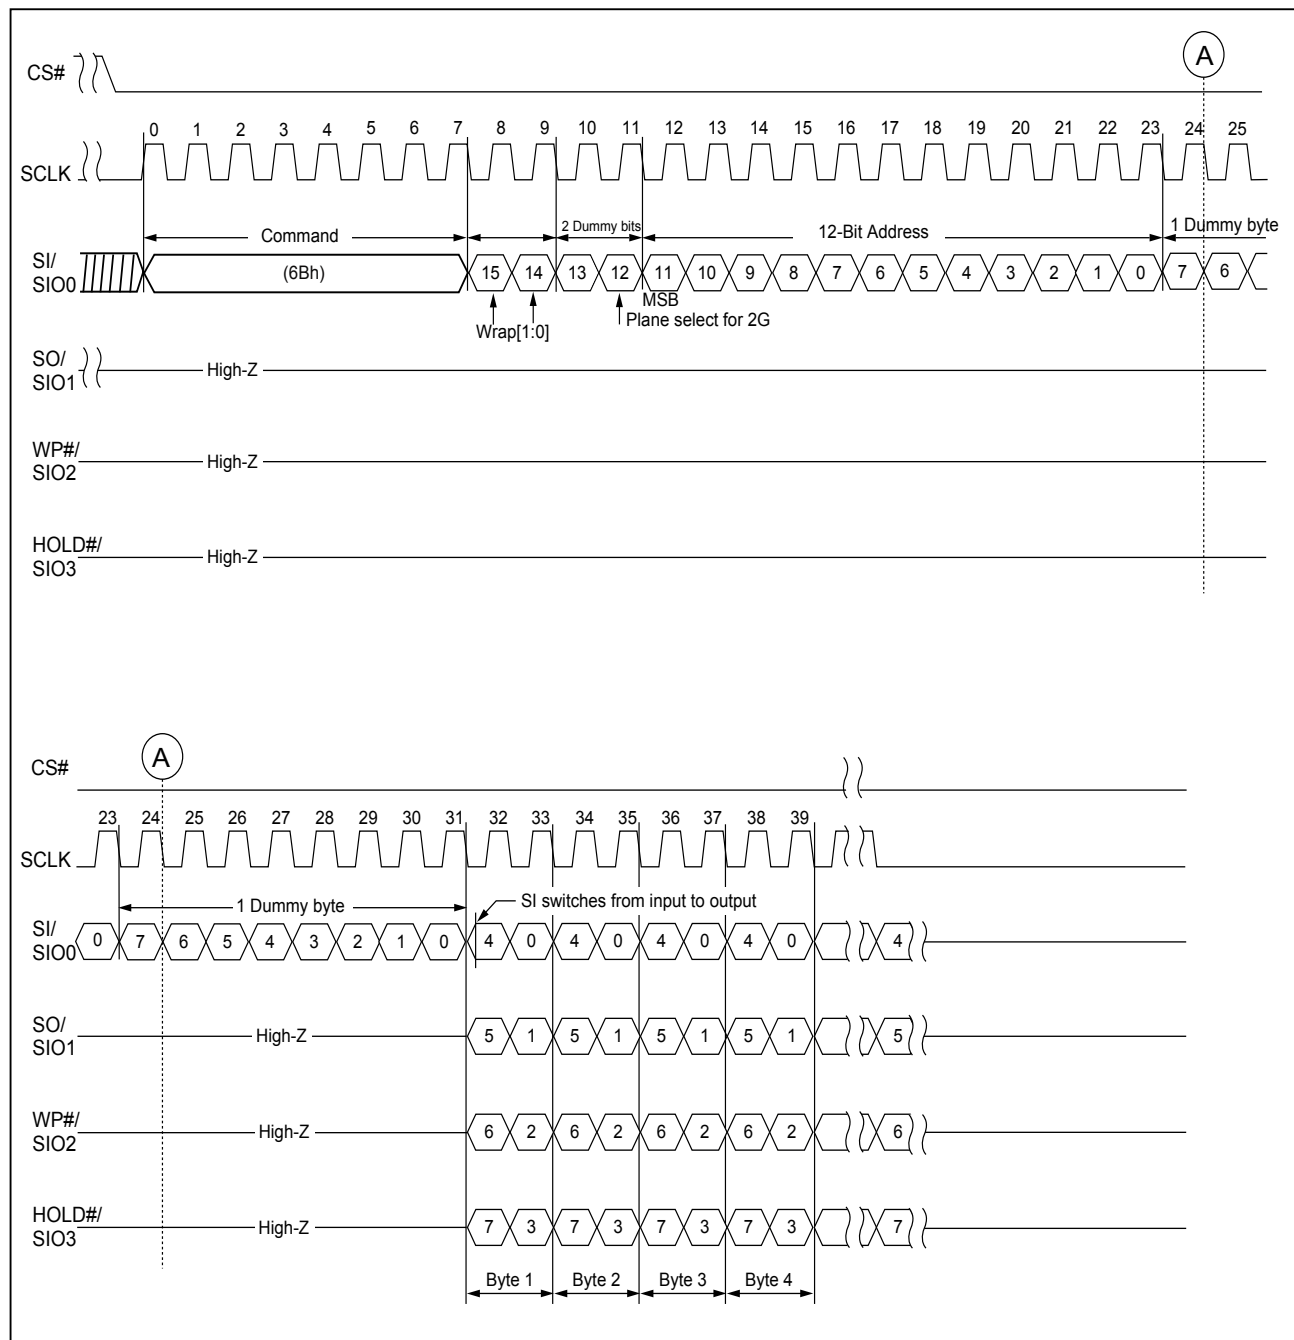 A
CS#
0 1 2 3 4 5 6 7 8 9 10 11 12 13 14 15 16 17 18 19 20 21 22 23 24 25
SCLK
Command 2 Dummy bits 12-Bit Address 1 Dummy byte
SI/
SIO0
(6Bh) 15 14 13 12 11 10 9 8 7 6 5 4 3 2 1 0 7 6
MSB
Wrap[1:0] Plane select for 2G
SO/
SIO1
High-Z
WP#/
SIO2
High-Z
HOLD#/
SIO3
High-Z
A
CS#
23 24 25 26 27 28 29 30 31 32 33 34 35 36 37 38 39
SCLK
1 Dummy byte SI switches from input to output
SI/
SIO0
0 7 6 5 4 3 2 1 0 4 0 4 0 4 0 4 0 4
SO/
SIO1
High-Z 5 1 5 1 5 1 5 1 5
WP#/
SIO2
High-Z 6 2 6 2 6 2 6 2 6
HOLD#/
SIO3
High-Z 7 3 7 3 7 3 7 3 7
Byte 1 Byte 2 Byte 3 Byte 4